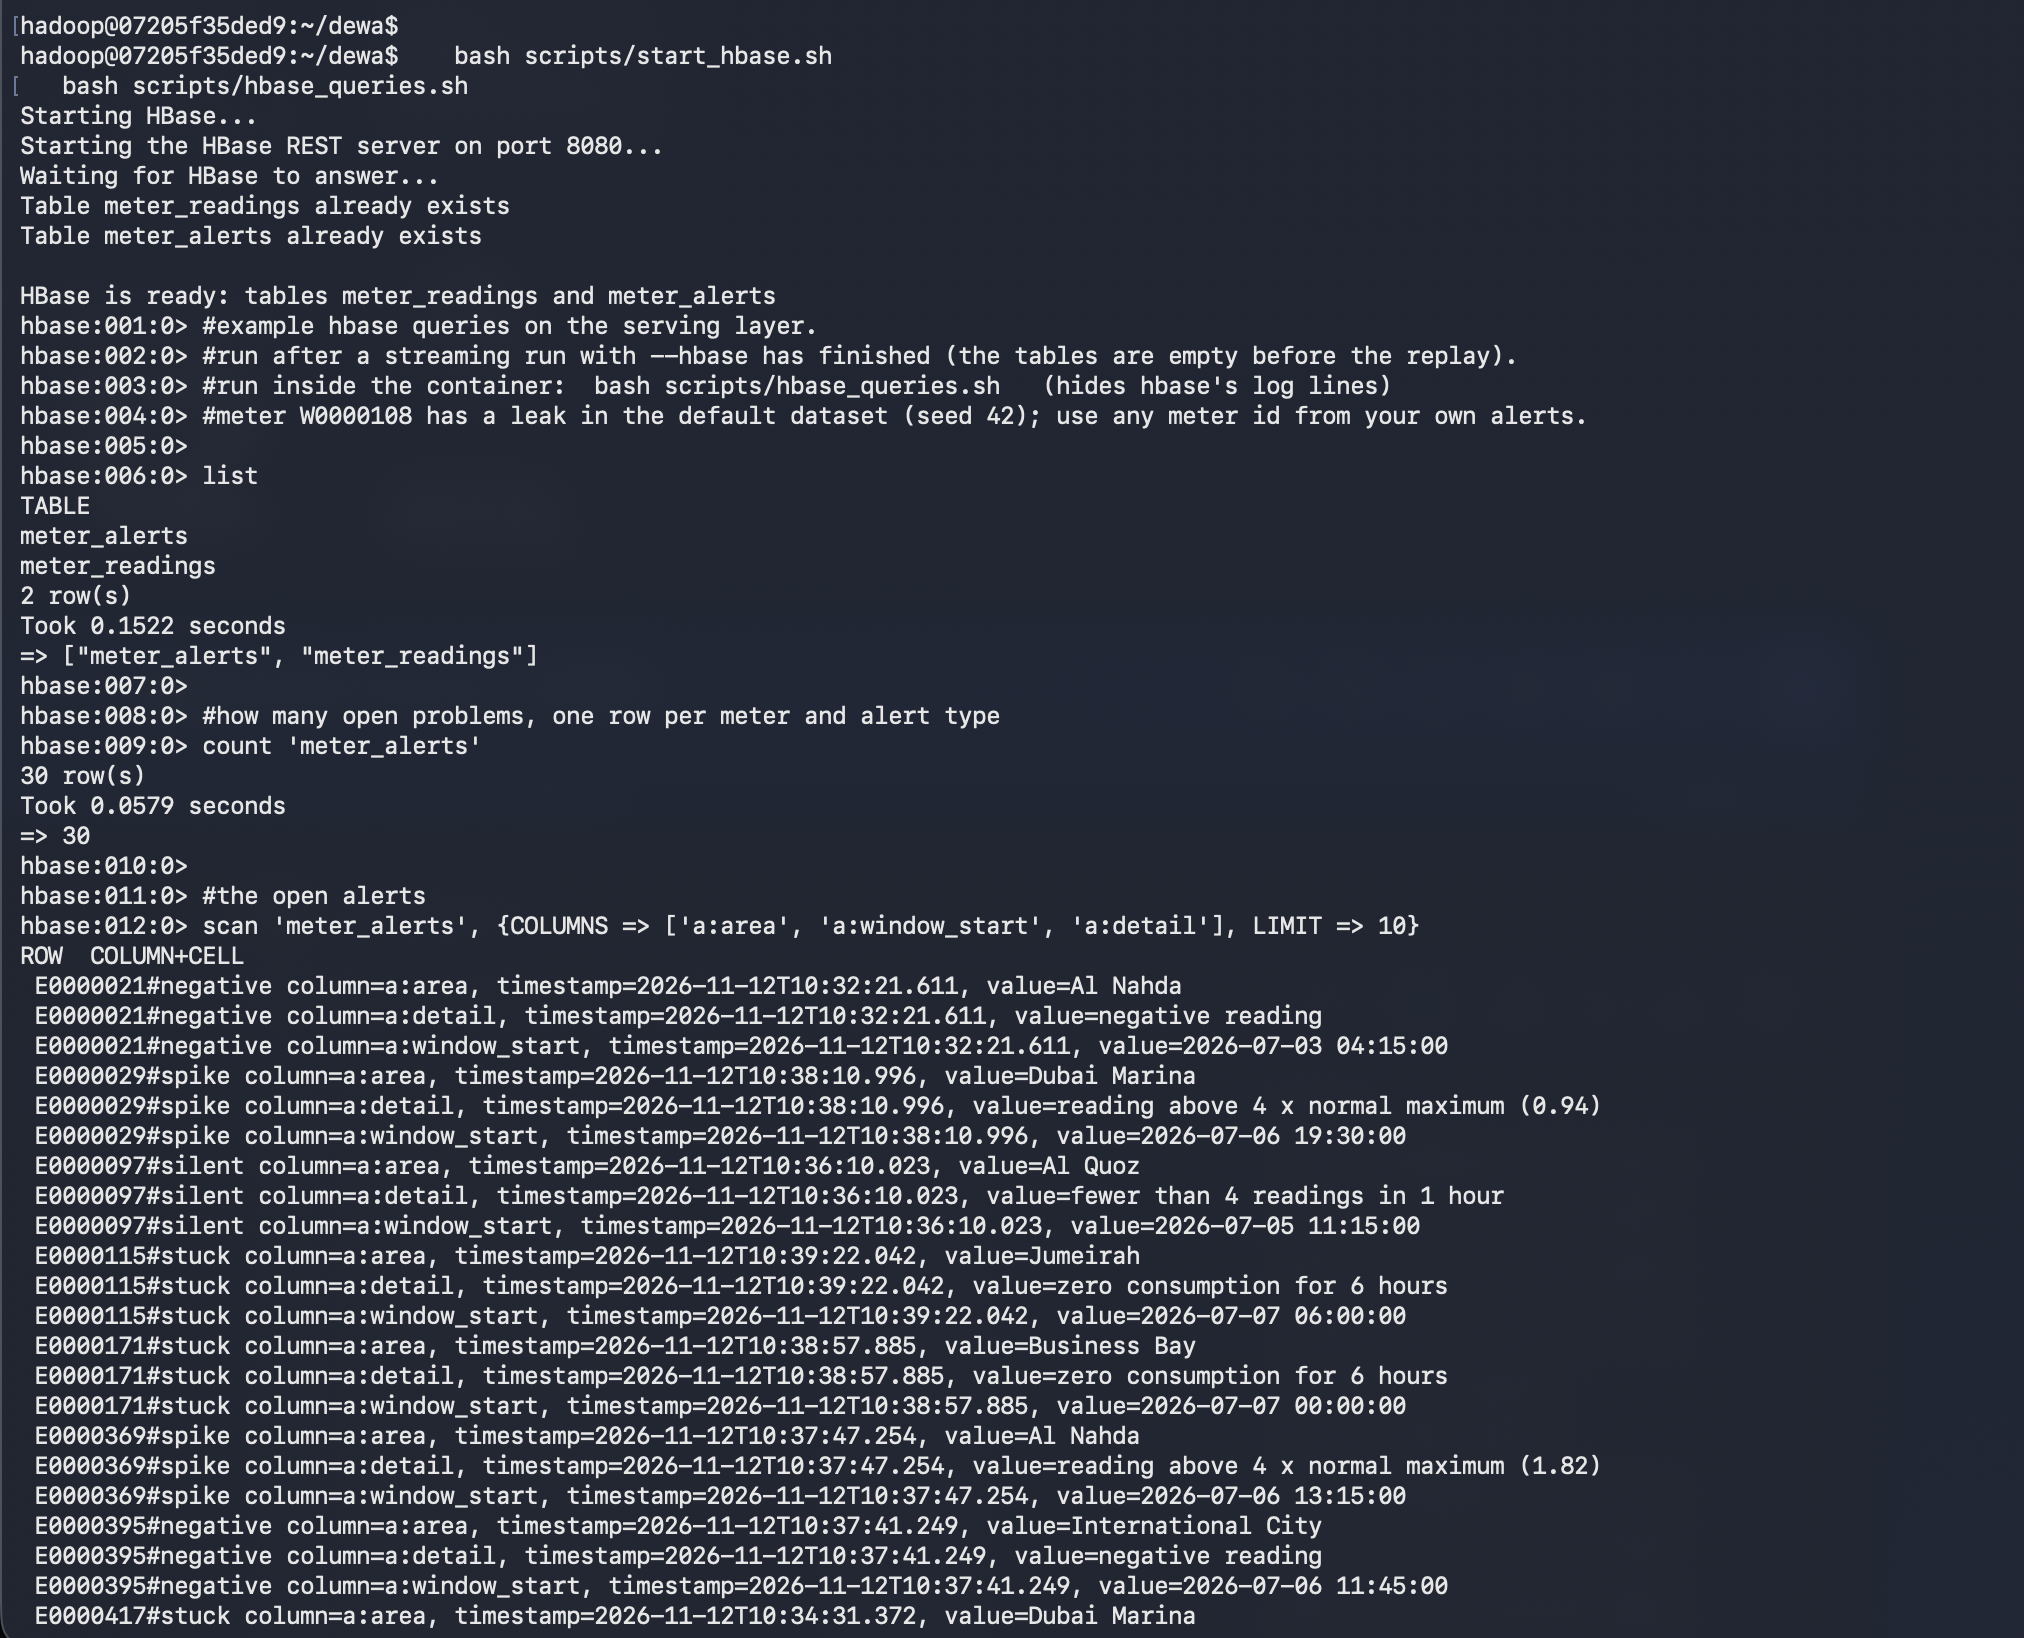 [hadoop@07205f35ded9:~/dewa$
hadoop@07205f35ded9:~/dewa$    bash scripts/start_hbase.sh
[   bash scripts/hbase_queries.sh
Starting HBase...
Starting the HBase REST server on port 8080...
Waiting for HBase to answer...
Table meter_readings already exists
Table meter_alerts already exists

HBase is ready: tables meter_readings and meter_alerts
hbase:001:0> #example hbase queries on the serving layer.
hbase:002:0> #run after a streaming run with --hbase has finished (the tables are empty before the replay).
hbase:003:0> #run inside the container:  bash scripts/hbase_queries.sh   (hides hbase's log lines)
hbase:004:0> #meter W0000108 has a leak in the default dataset (seed 42); use any meter id from your own alerts.
hbase:005:0>
hbase:006:0> list
TABLE
meter_alerts
meter_readings
2 row(s)
Took 0.1522 seconds
=> ["meter_alerts", "meter_readings"]
hbase:007:0>
hbase:008:0> #how many open problems, one row per meter and alert type
hbase:009:0> count 'meter_alerts'
30 row(s)
Took 0.0579 seconds
=> 30
hbase:010:0>
hbase:011:0> #the open alerts
hbase:012:0> scan 'meter_alerts', {COLUMNS => ['a:area', 'a:window_start', 'a:detail'], LIMIT => 10}
ROW  COLUMN+CELL
 E0000021#negative column=a:area, timestamp=2026-11-12T10:32:21.611, value=Al Nahda
 E0000021#negative column=a:detail, timestamp=2026-11-12T10:32:21.611, value=negative reading
 E0000021#negative column=a:window_start, timestamp=2026-11-12T10:32:21.611, value=2026-07-03 04:15:00
 E0000029#spike column=a:area, timestamp=2026-11-12T10:38:10.996, value=Dubai Marina
 E0000029#spike column=a:detail, timestamp=2026-11-12T10:38:10.996, value=reading above 4 x normal maximum (0.94)
 E0000029#spike column=a:window_start, timestamp=2026-11-12T10:38:10.996, value=2026-07-06 19:30:00
 E0000097#silent column=a:area, timestamp=2026-11-12T10:36:10.023, value=Al Quoz
 E0000097#silent column=a:detail, timestamp=2026-11-12T10:36:10.023, value=fewer than 4 readings in 1 hour
 E0000097#silent column=a:window_start, timestamp=2026-11-12T10:36:10.023, value=2026-07-05 11:15:00
 E0000115#stuck column=a:area, timestamp=2026-11-12T10:39:22.042, value=Jumeirah
 E0000115#stuck column=a:detail, timestamp=2026-11-12T10:39:22.042, value=zero consumption for 6 hours
 E0000115#stuck column=a:window_start, timestamp=2026-11-12T10:39:22.042, value=2026-07-07 06:00:00
 E0000171#stuck column=a:area, timestamp=2026-11-12T10:38:57.885, value=Business Bay
 E0000171#stuck column=a:detail, timestamp=2026-11-12T10:38:57.885, value=zero consumption for 6 hours
 E0000171#stuck column=a:window_start, timestamp=2026-11-12T10:38:57.885, value=2026-07-07 00:00:00
 E0000369#spike column=a:area, timestamp=2026-11-12T10:37:47.254, value=Al Nahda
 E0000369#spike column=a:detail, timestamp=2026-11-12T10:37:47.254, value=reading above 4 x normal maximum (1.82)
 E0000369#spike column=a:window_start, timestamp=2026-11-12T10:37:47.254, value=2026-07-06 13:15:00
 E0000395#negative column=a:area, timestamp=2026-11-12T10:37:41.249, value=International City
 E0000395#negative column=a:detail, timestamp=2026-11-12T10:37:41.249, value=negative reading
 E0000395#negative column=a:window_start, timestamp=2026-11-12T10:37:41.249, value=2026-07-06 11:45:00
 E0000417#stuck column=a:area, timestamp=2026-11-12T10:34:31.372, value=Dubai Marina